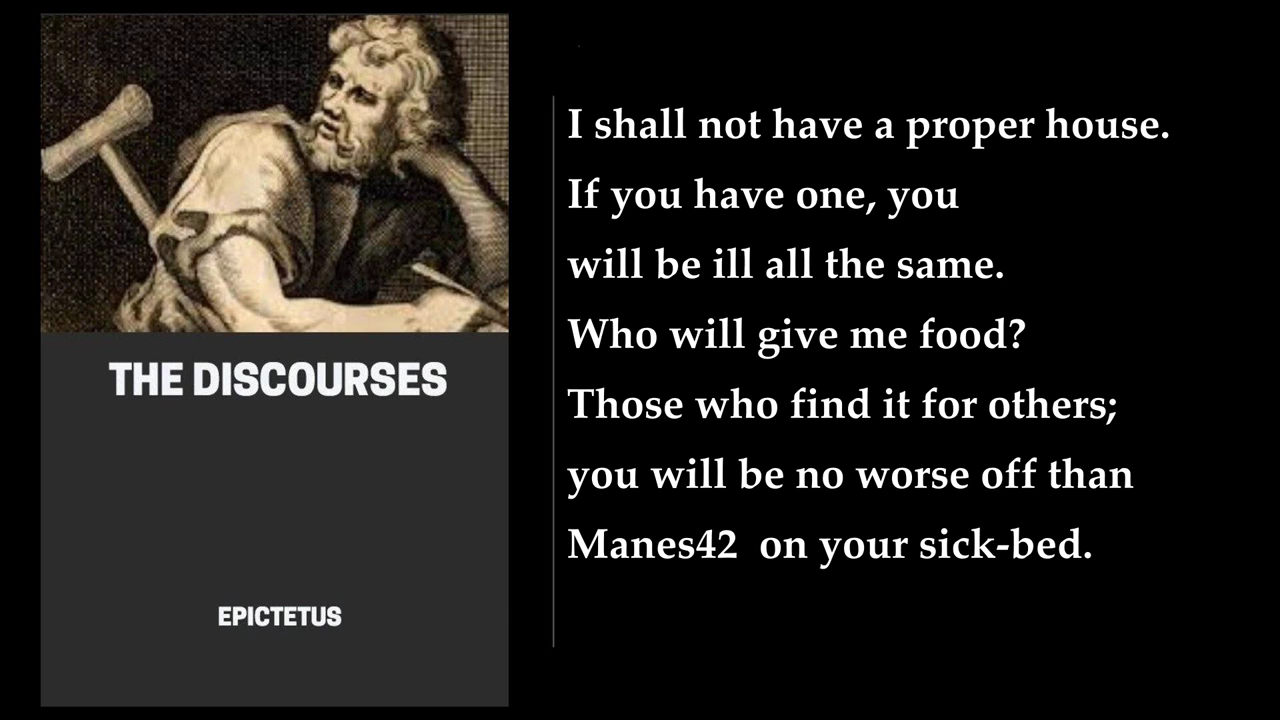 THE DISCOURSES
EPICTETUS
I shall not have a proper house.
If you have one, you
will be ill all the same.
Who will give me food?
Those who find it for others;
you will be no worse off than
Manes42  on your sick-bed.